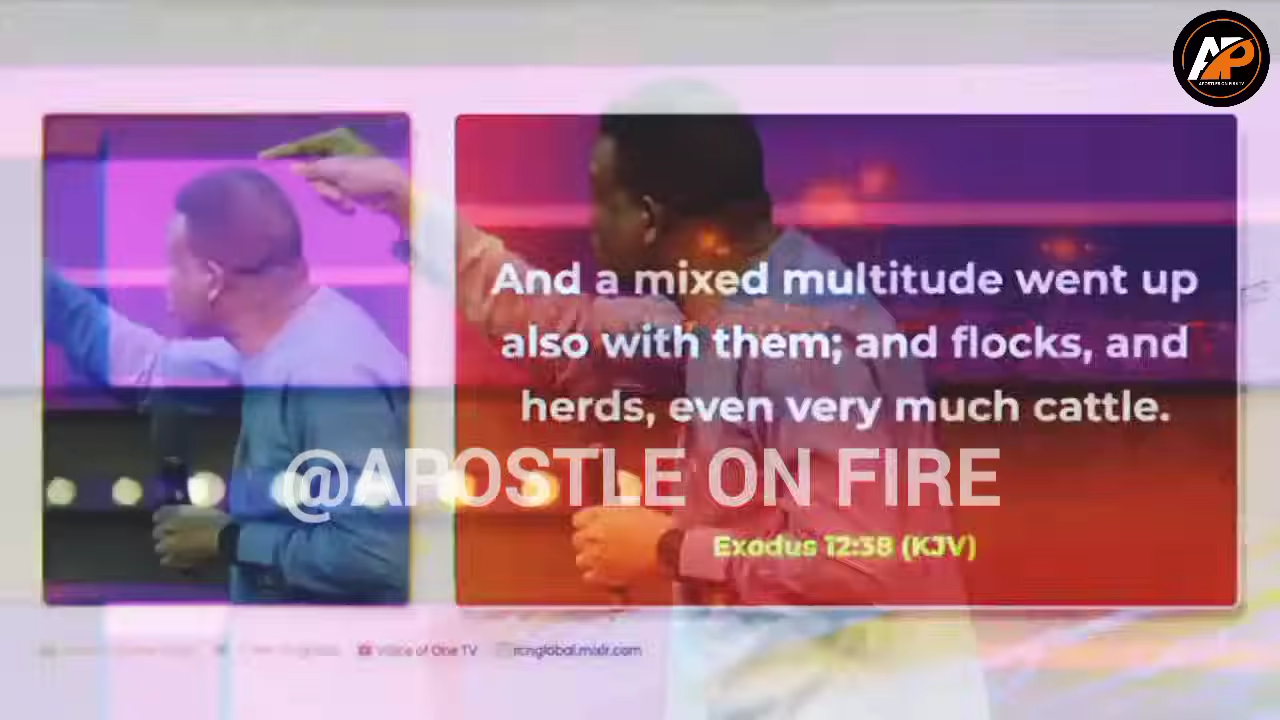 AP
And a mixed multitude went up
also with them; and flocks, and
herds, even very much cattle.
@APOSTLE ON FIRE
Exodus 12:38 (KJV)
Voice of One TV
rcnglobal.mixlr.com